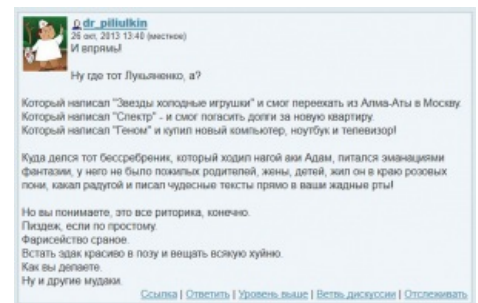 dr_piliulkin
26 окт, 2013 13:40 (местное)
И впрямь!
Ну где тот Лукьяненко, а?
Который написал "Звезды холодные игрушки" и смог переехать из Алма-Аты в Москву.
Который написал "Спектр" - и смог погасить долги за новую квартиру.
Который написал "Геном" и купил новый компьютер, ноутбук и телевизор!
Куда делся тот бессребреник, который ходил нагой аки Адам, питался эманациями
фантазии, у него не было пожилых родителей, жены, детей, жил он в краю розовых
пони, какал радугой и писал чудесные тексты прямо в ваши жадные рты!
Но вы понимаете, это все риторика, конечно.
Пиздеж, если по простому.
Фарисейство сраное.
Встать эдак красиво в позу и вещать всякую хуйню.
Как вы делаете.
Ну и другие мудаки.
Ссылка | Ответить | Уровень выше | Ветвь дискуссии | Отслеживать